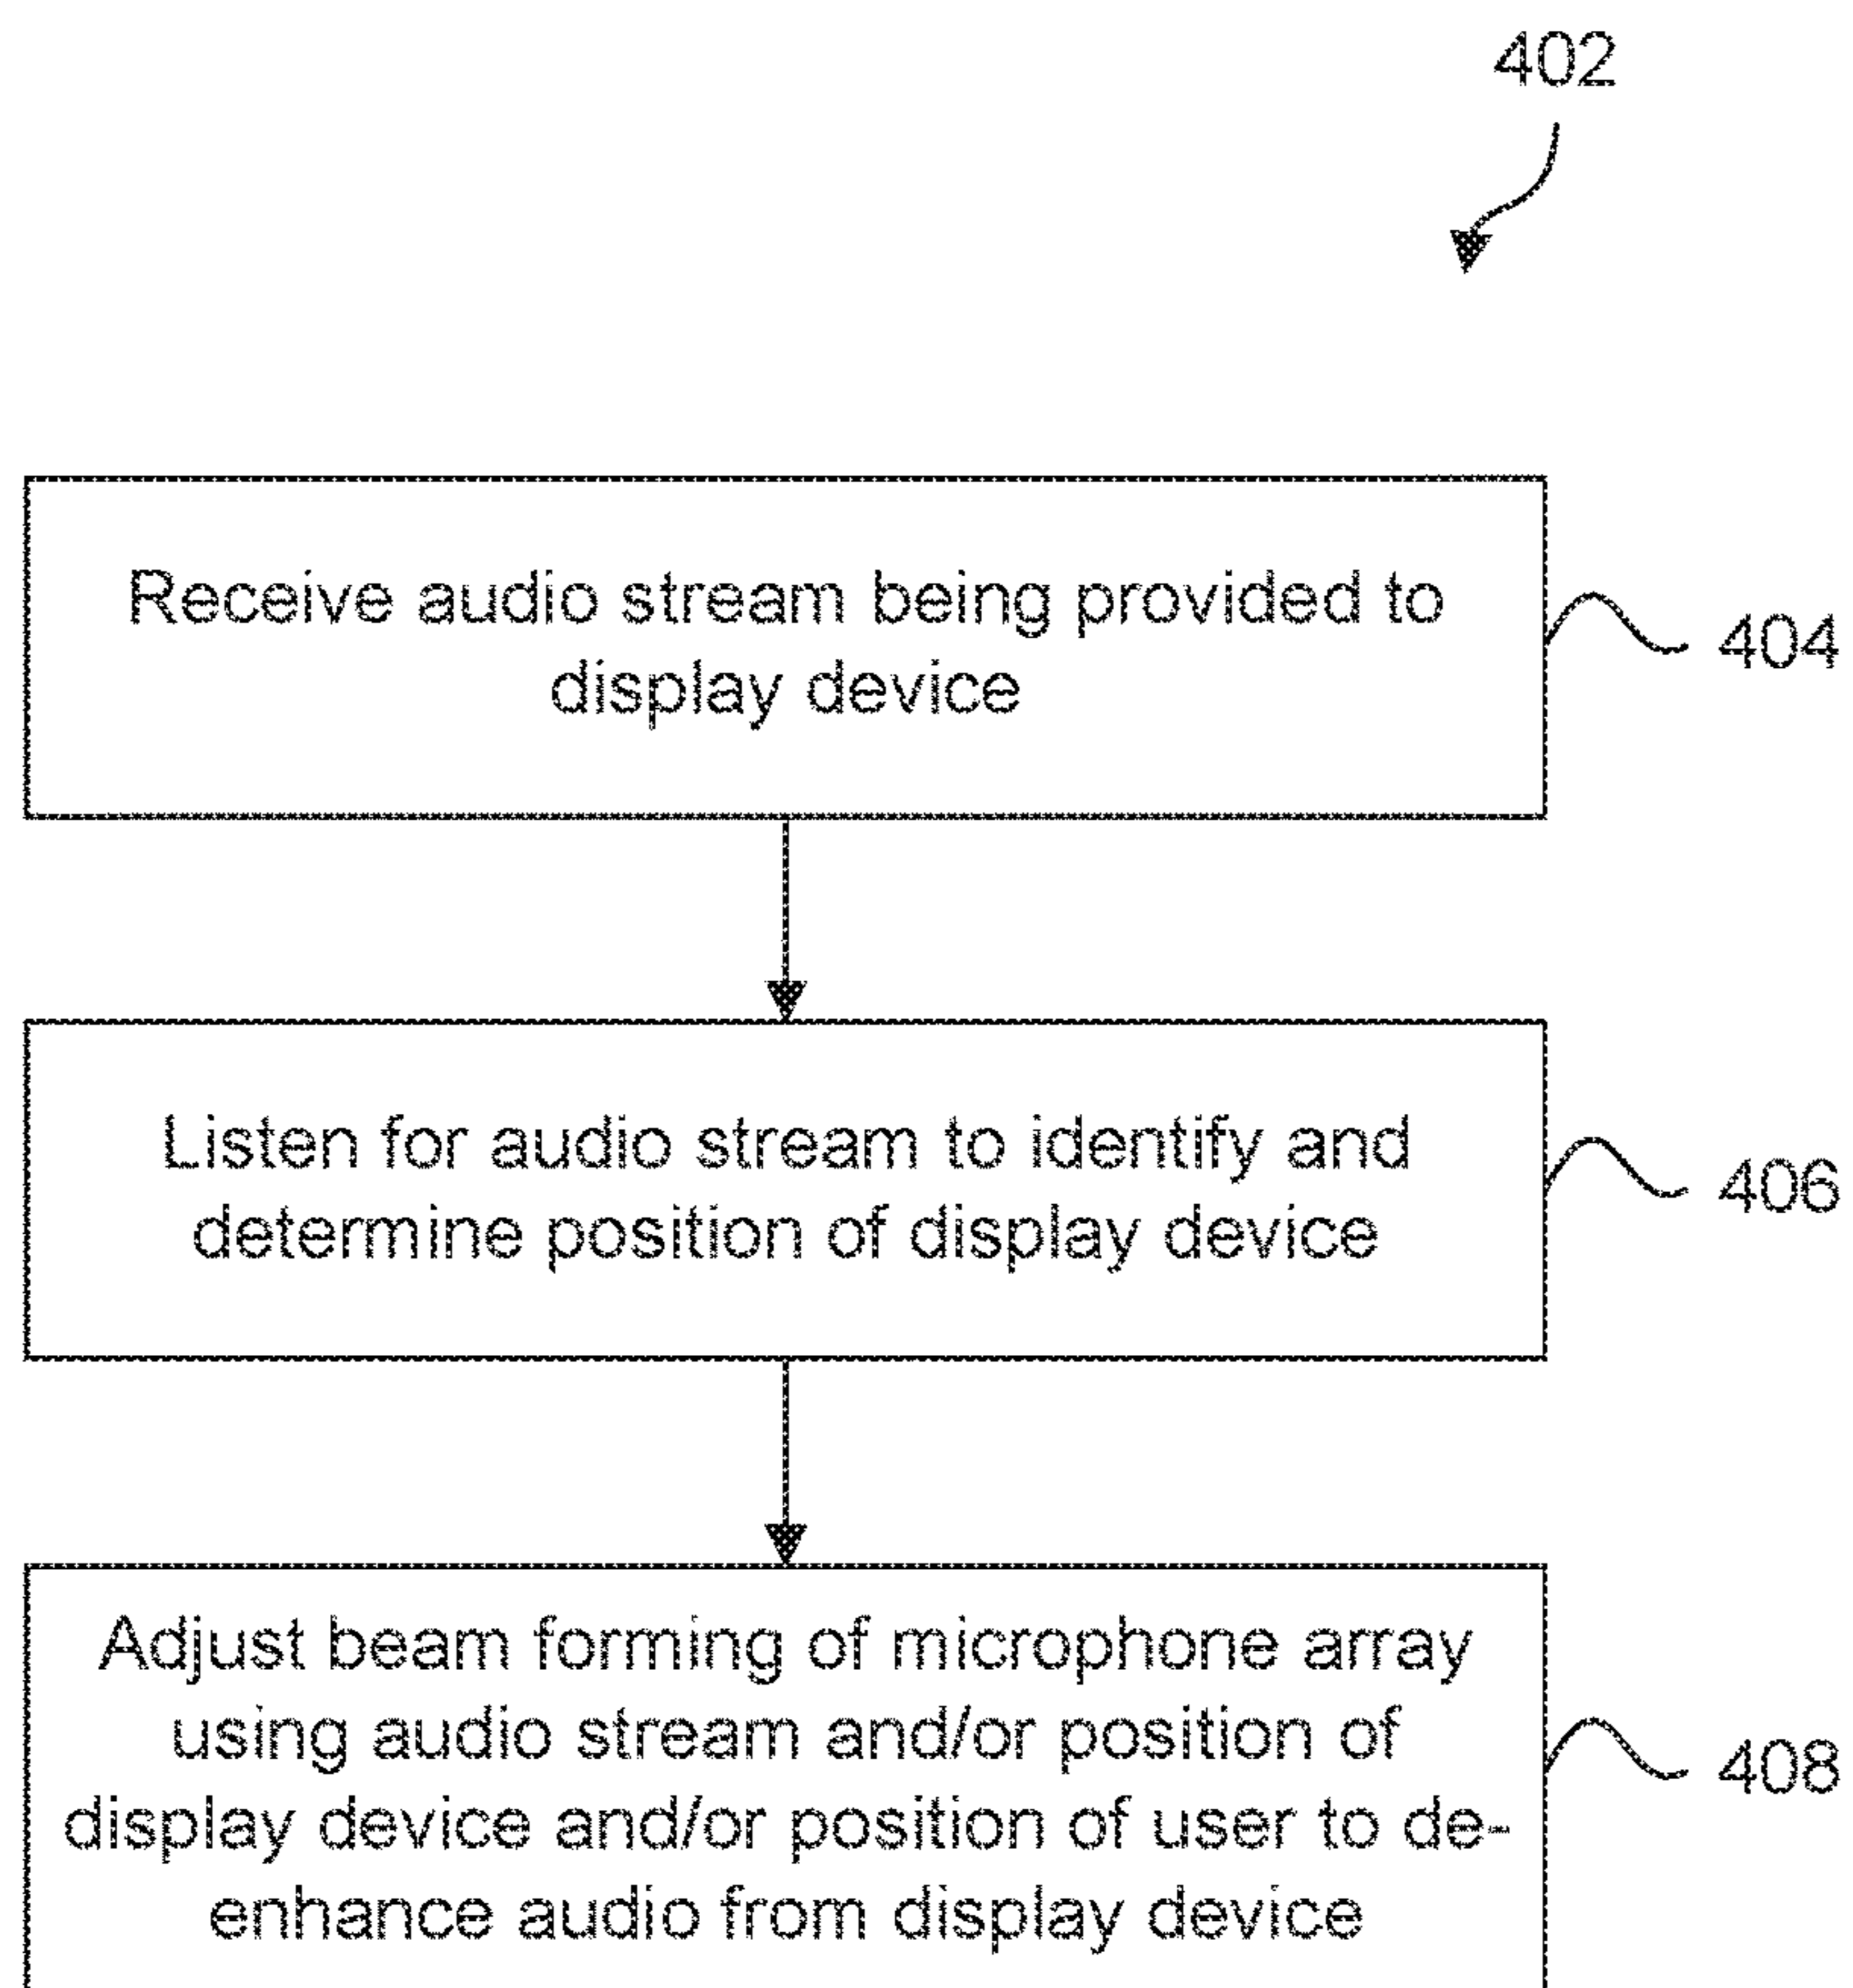 402
Receive audio stream being provided to
display device
404
Listen for audio stream to identify and
determine position of display device
406
Adjust beam forming of microphone array
using audio stream and/or position of
display device and/or position of user to de-
enhance audio from display device
408